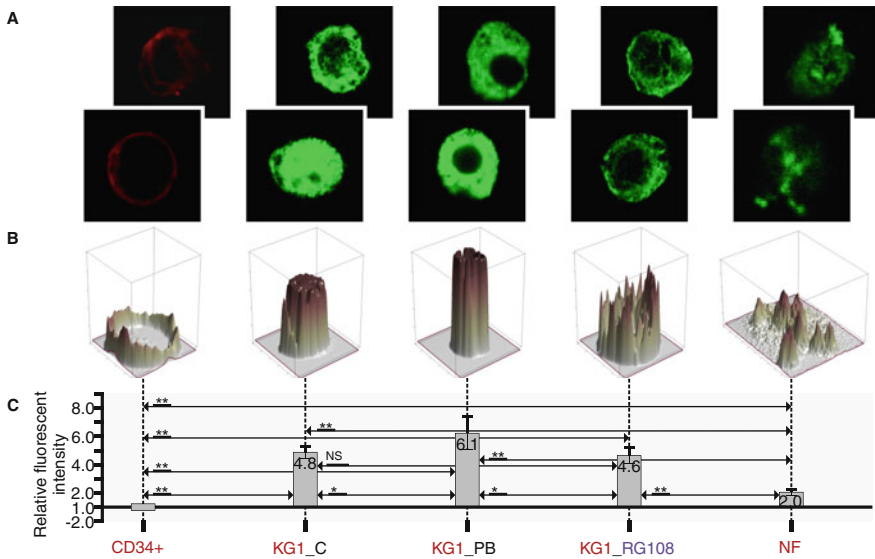 A
B
C
Relative fluorescent
intensity
8.0
6.0
4.0
2.0
1.0
-2.0
**
**
**
NS
6.1
**
4.8
4.6
**
**
*
*
**
2.0
CD34+
KG1_C
KG1_PB
KG1_RG108
NF